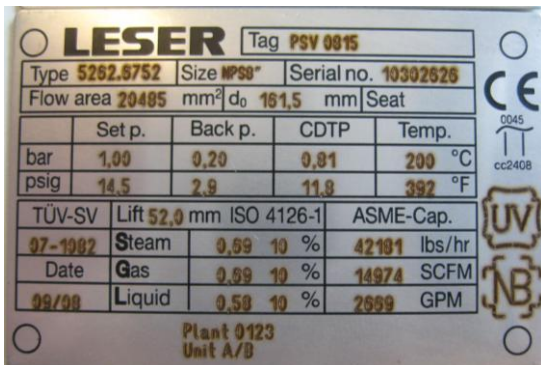 LESER Tag PSV 0815
Type 5262.6752 Size NPS8" Serial no. 10302626
Flow area 20485 mm² d₀ 161,5 mm Seat
CE
0045
cc2408
Set p. Back p. CDTP Temp.
bar 1,00 0,20 0,81 200 °C
psig 14.5 2.9 11.8 392 °F
TÜV-SV Lift 52,0 mm ISO 4126-1 ASME-Cap.
07-1982 Steam 0,69 10 % 42181 lbs/hr
Date Gas 0,69 10 % 14974 SCFM
09/08 Liquid 0,50 10 % 2669 GPM
UV
NB
Plant 0123
Unit A/B